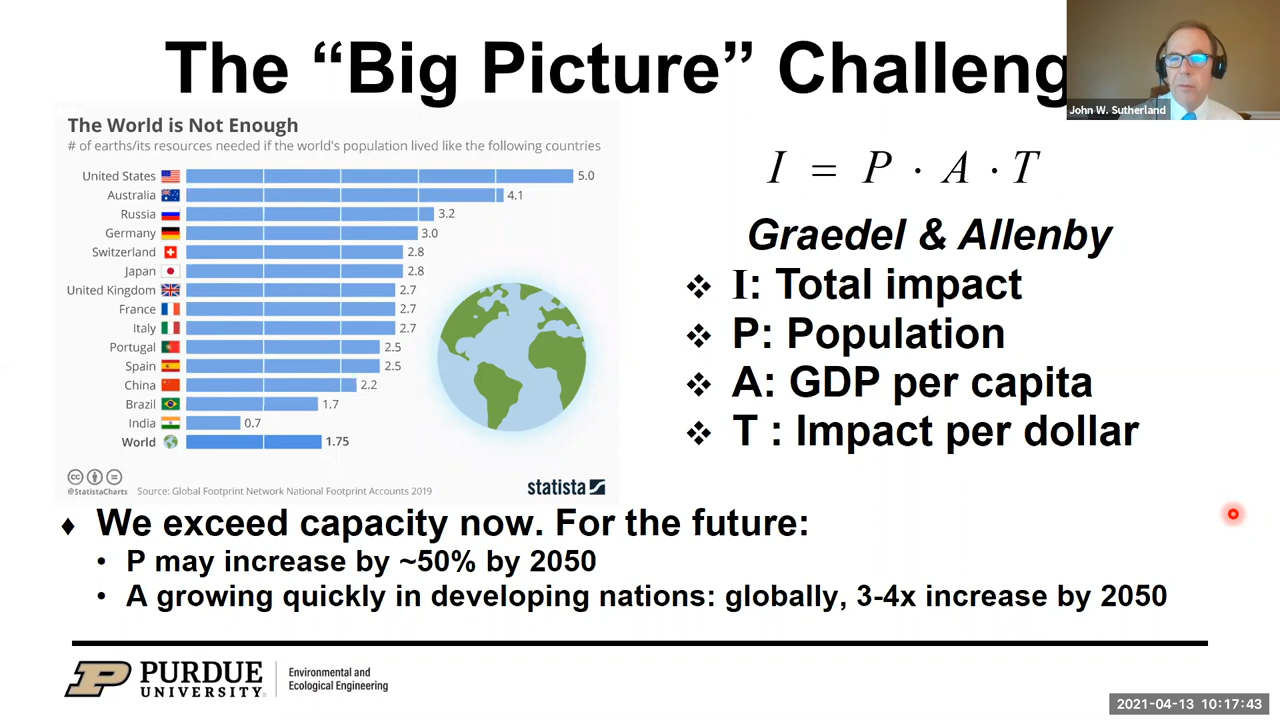 The “Big Picture” Challeng
John W. Sutherland
The World is Not Enough
# of earths/its resources needed if the world's population lived like the following countries
United States 5.0
Australia 4.1
Russia 3.2
Germany 3.0
Switzerland 2.8
Japan 2.8
United Kingdom 2.7
France 2.7
Italy 2.7
Portugal 2.5
Spain 2.5
China 2.2
Brazil 1.7
India 0.7
World 1.75
cc
@StatistaCharts Source: Global Footprint Network National Footprint Accounts 2019
statista
I = P · A · T
Graedel & Allenby
❖ I: Total impact
❖ P: Population
❖ A: GDP per capita
❖ T : Impact per dollar
♦ We exceed capacity now. For the future:
• P may increase by ~50% by 2050
• A growing quickly in developing nations: globally, 3-4x increase by 2050
P PURDUE
UNIVERSITY®
Environmental and
Ecological Engineering
2021-04-13 10:17:43